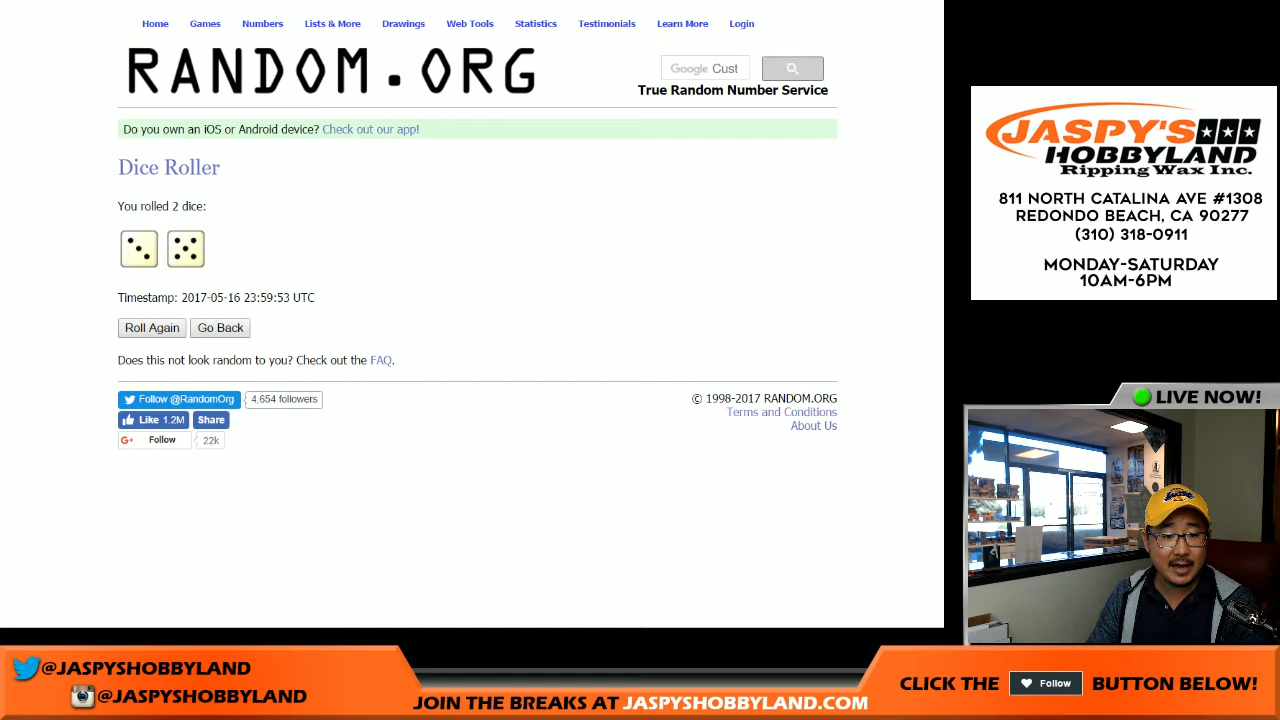 Home Games Numbers Lists & More Drawings Web Tools Statistics Testimonials Learn More Login
RANDOM.ORG
Google Cust
True Random Number Service
Do you own an iOS or Android device? Check out our app!
Dice Roller
You rolled 2 dice:
Timestamp: 2017-05-16 23:59:53 UTC
Roll Again Go Back
Does this not look random to you? Check out the FAQ.
Follow @RandomOrg 4,654 followers
Like 1.2M Share
G+ Follow 22k
© 1998-2017 RANDOM.ORG
Terms and Conditions
About Us
JASPY'S
HOBBYLAND
Ripping Wax Inc.
811 NORTH CATALINA AVE #1308
REDONDO BEACH, CA 90277
(310) 318-0911
MONDAY-SATURDAY
10AM-6PM
LIVE NOW!
@JASPYSHOBBYLAND
@JASPYSHOBBYLAND
JOIN THE BREAKS AT JASPYSHOBBYLAND.COM
CLICK THE Follow BUTTON BELOW!